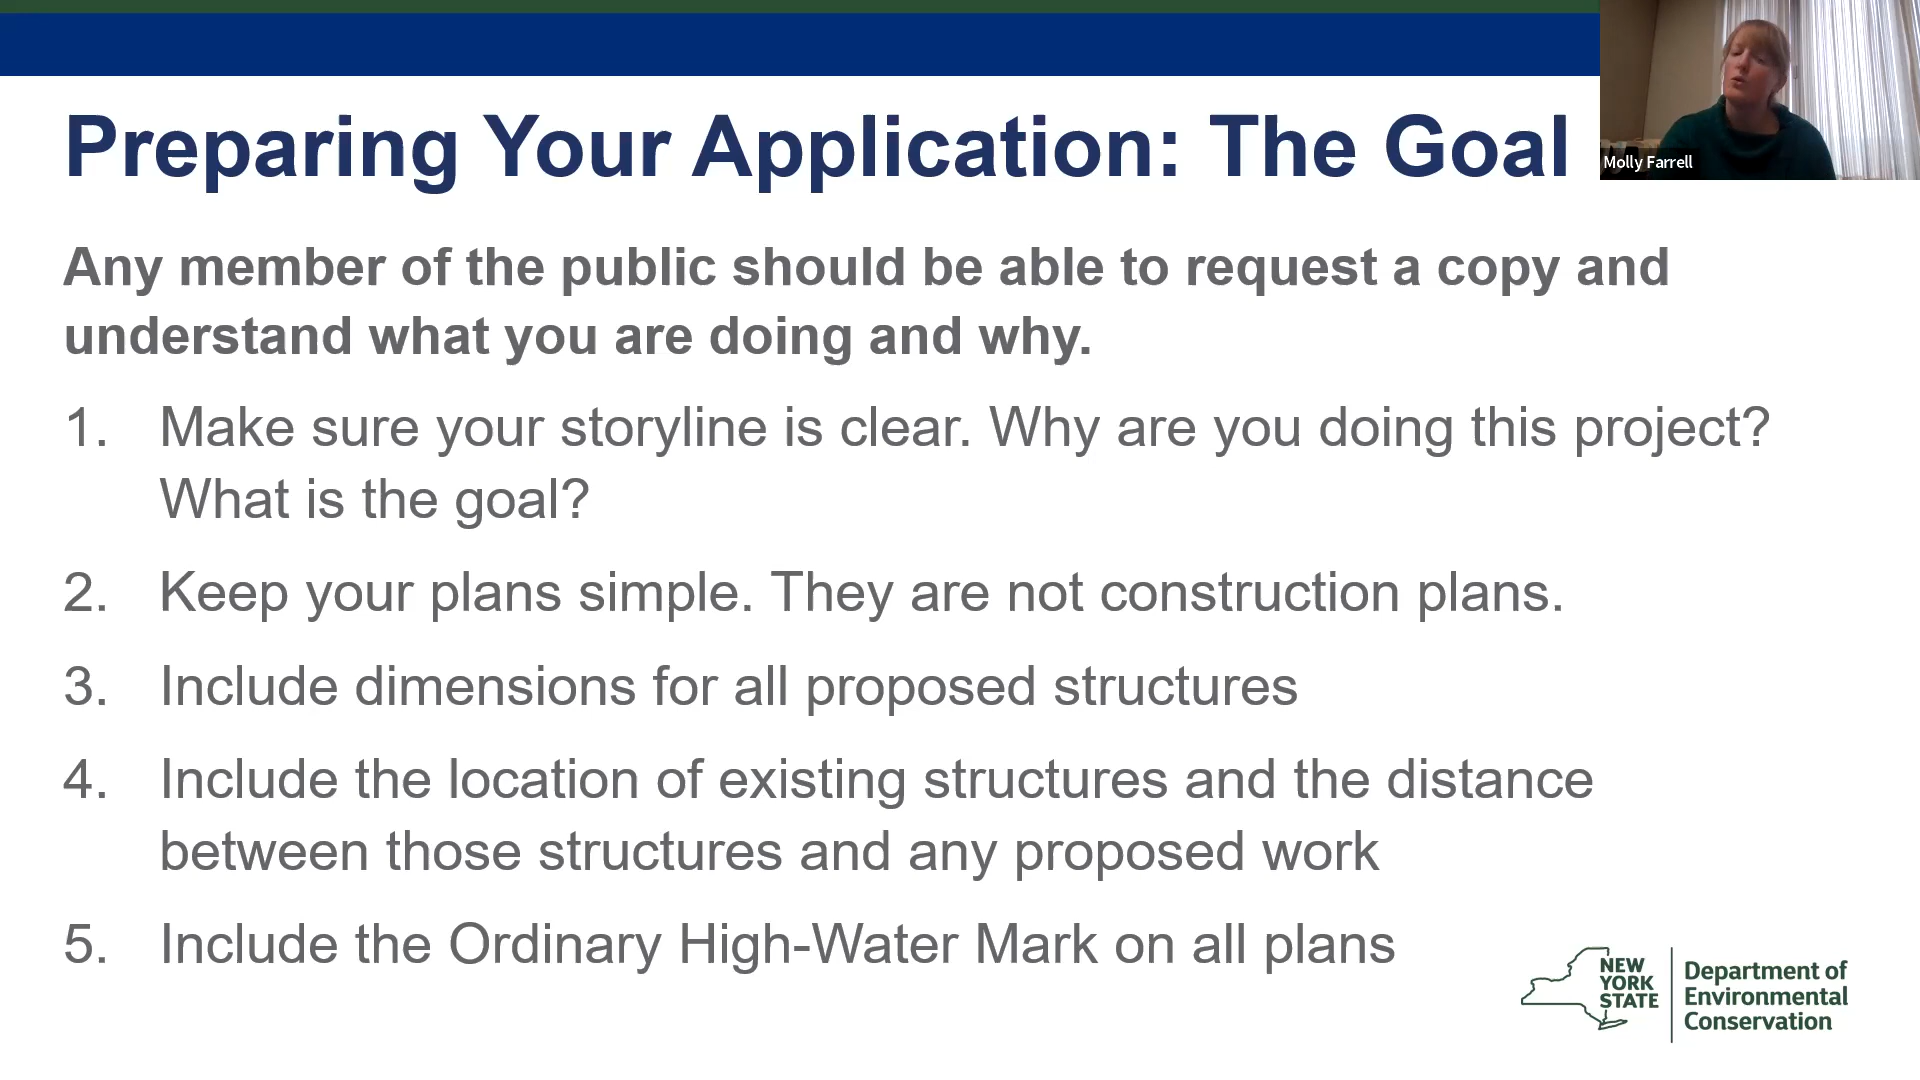 Preparing Your Application: The Goal
Molly Farrell
Any member of the public should be able to request a copy and
understand what you are doing and why.
1. Make sure your storyline is clear. Why are you doing this project?
What is the goal?
2. Keep your plans simple. They are not construction plans.
3. Include dimensions for all proposed structures
4. Include the location of existing structures and the distance
between those structures and any proposed work
5. Include the Ordinary High-Water Mark on all plans
NEW
YORK
STATE
Department of
Environmental
Conservation